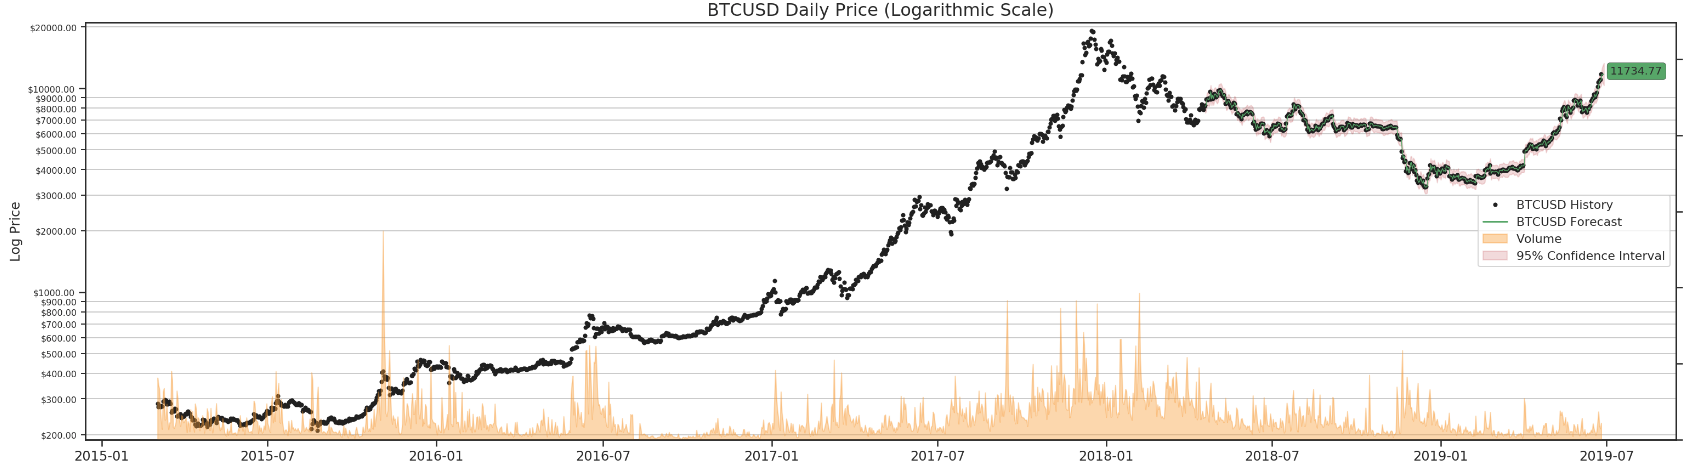 BTCUSD Daily Price (Logarithmic Scale)
$20000.00
$10000.00
$9000.00
$8000.00
$7000.00
$6000.00
$5000.00
$4000.00
$3000.00
$2000.00
$1000.00
$900.00
$800.00
$700.00
$600.00
$500.00
$400.00
$300.00
$200.00
Log Price
11734.77
BTCUSD History
BTCUSD Forecast
Volume
95% Confidence Interval
2015-01 2015-07 2016-01 2016-07 2017-01 2017-07 2018-01 2018-07 2019-01 2019-07